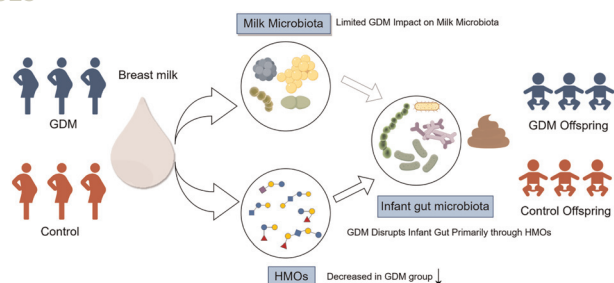 Milk Microbiota
Limited GDM Impact on Milk Microbiota
Breast milk
GDM
GDM Offspring
Control
Infant gut microbiota
Control Offspring
GDM Disrupts Infant Gut Primarily through HMOs
HMOs
Decreased in GDM group ↓